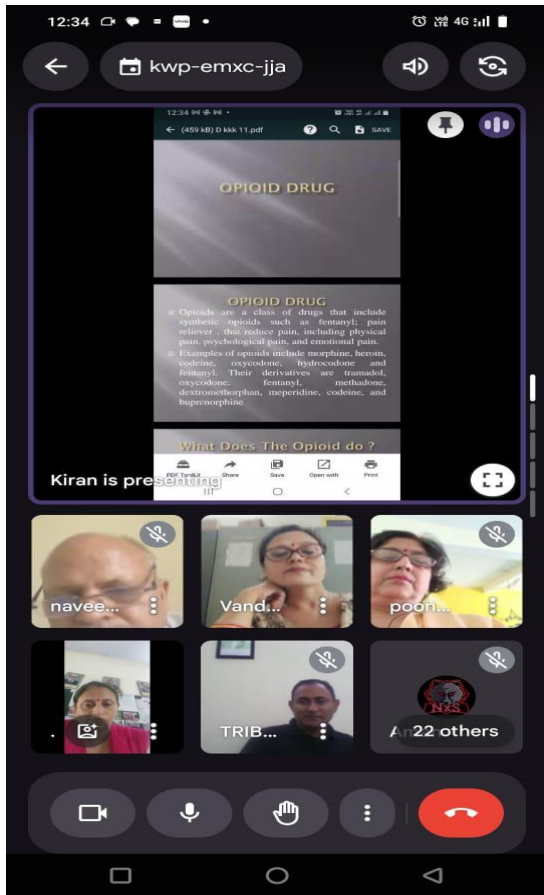 12:34
4G
kwp-emxc-jja
12:34
(459 kB) D kkk 11.pdf
SAVE
OPIOID DRUG
OPIOID DRUG
Opioids are a class of drugs that include
synthetic opioids such as fentanyl; pain
reliever , that reduce pain, including physical
pain, psychological pain, and emotional pain.
Examples of opioids include morphine, heroin,
codeine, oxycodone, hydrocodone and
fentanyl. Their derivatives are tramadol,
oxycodone, fentanyl, methadone,
dextromethorphan, meperidine, codeine, and
buprenorphine
What Does The Opioid do ?
Share Save Open with Print
Kiran is presenting
navee... Vand... poon...
. TRIB... 22 others
NXS